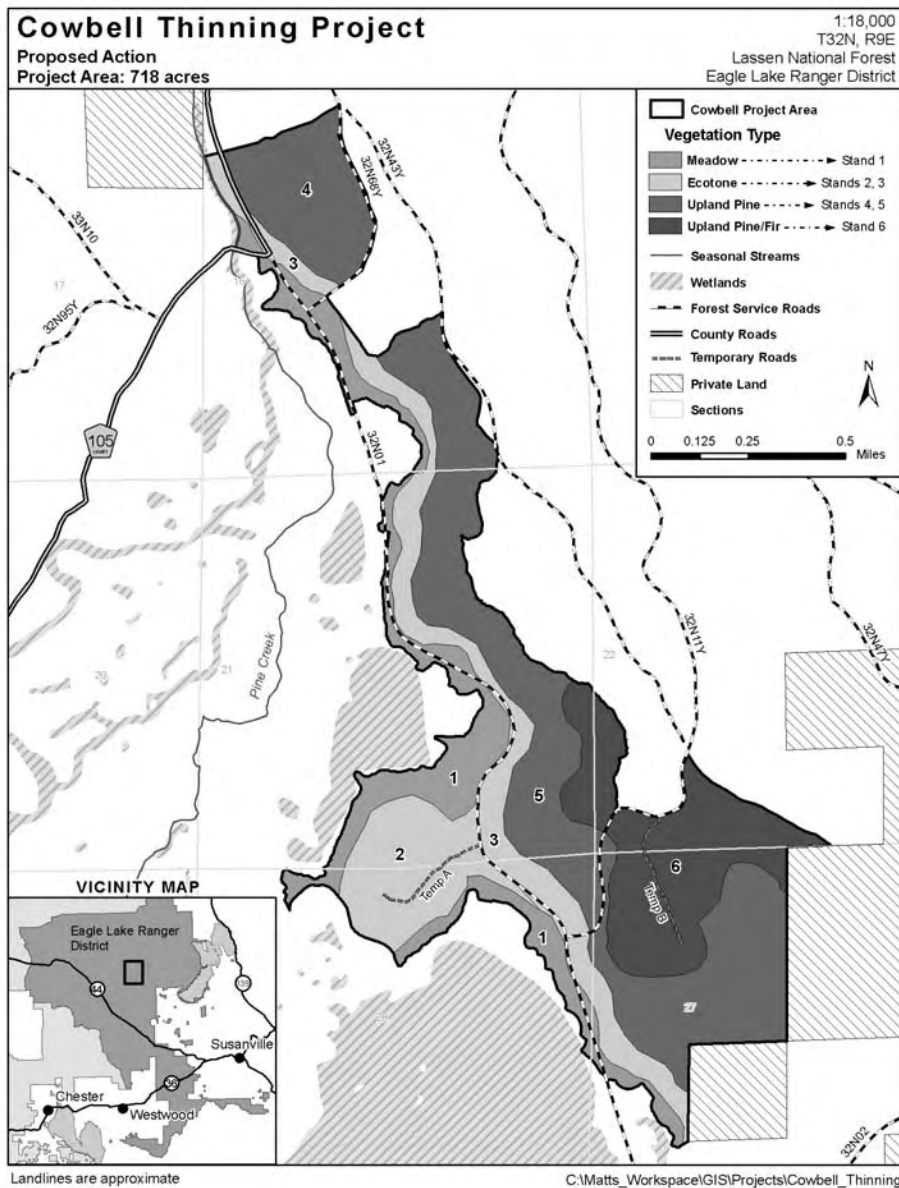 Cowbell Thinning Project
Proposed Action
Project Area: 718 acres
1:18,000
T32N, R9E
Lassen National Forest
Eagle Lake Ranger District
Cowbell Project Area
Vegetation Type
Meadow Stand 1
Ecotone Stands 2, 3
Upland Pine Stands 4, 5
Upland Pine/Fir Stand 6
Seasonal Streams
Wetlands
Forest Service Roads
County Roads
Temporary Roads
Private Land
Sections
N
0 0.125 0.25 0.5
Miles
32N68Y
32N43Y
4
33N10
17
3
32N95Y
105
32N01
Pine Creek
20
21
22
32N11Y
32N47Y
1
5
2
3
6
Temp A
Temp B
1
27
32N02
VICINITY MAP
Eagle Lake Ranger
District
44
139
Susanville
36
Chester
Westwood
Landlines are approximate
C:\Matts_Workspace\GIS\Projects\Cowbell_Thinning